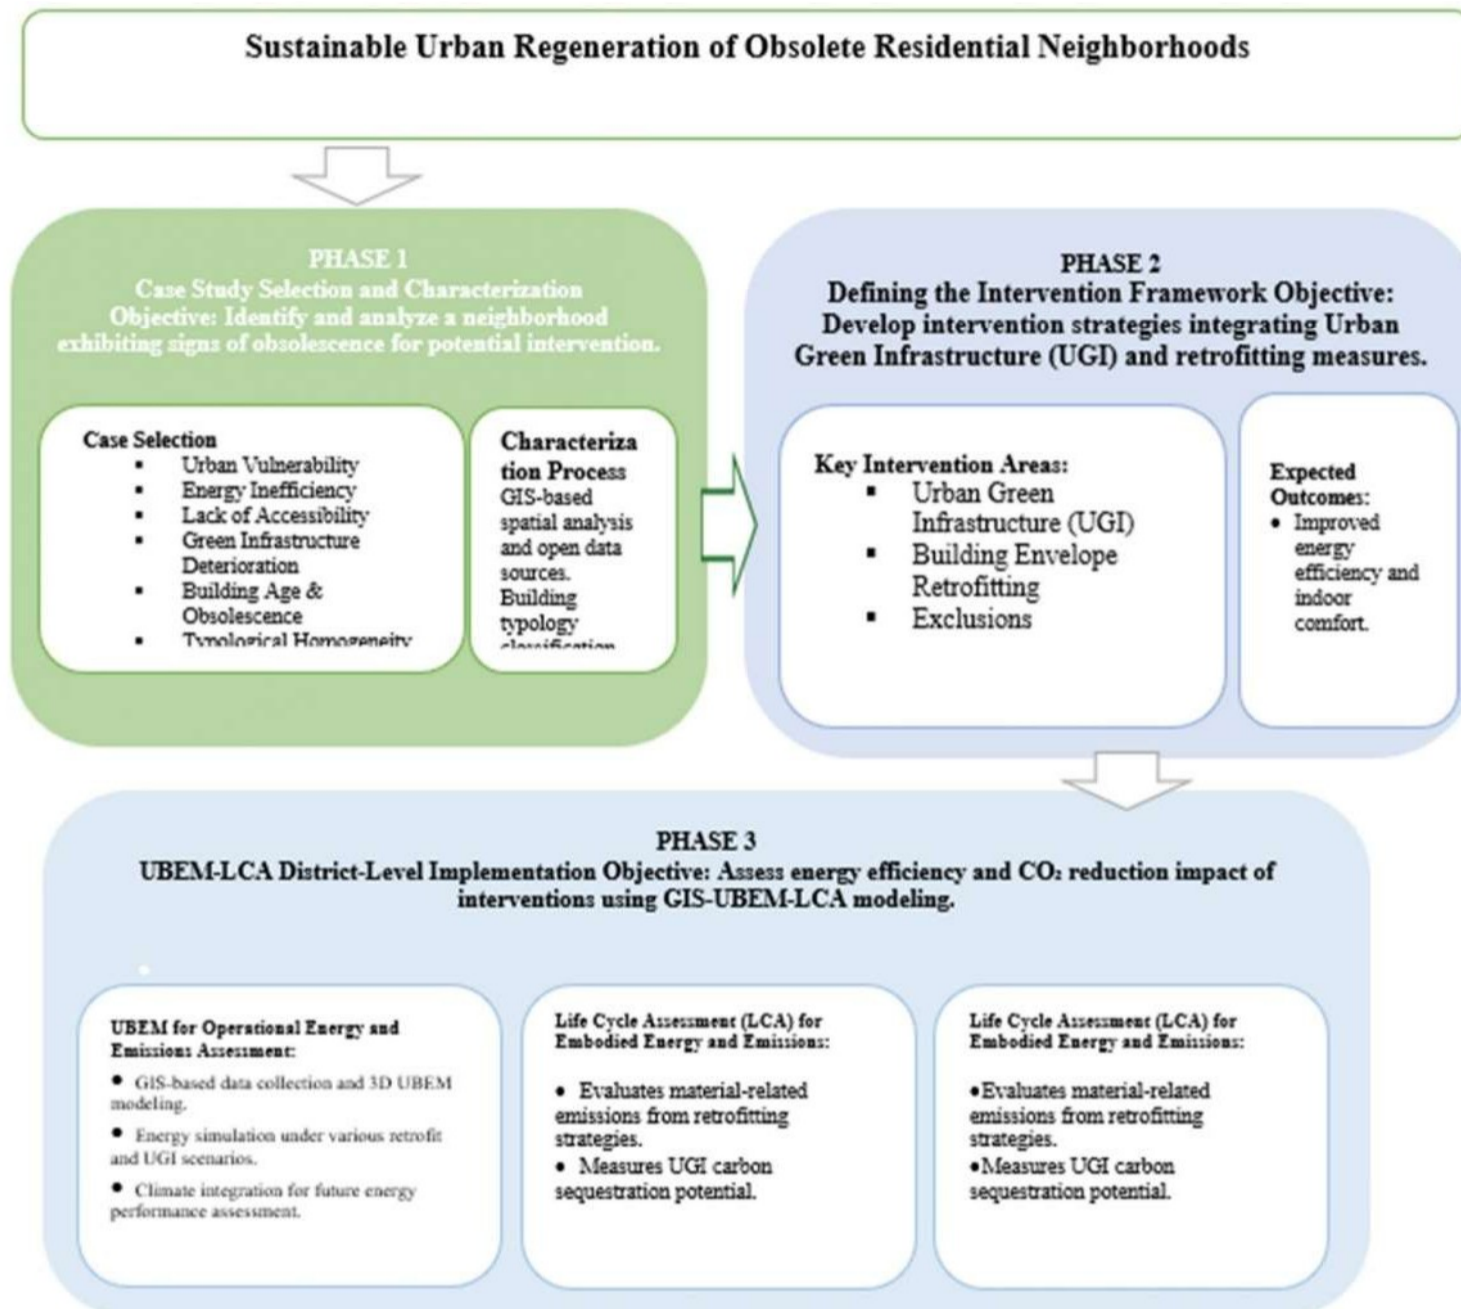 Sustainable Urban Regeneration of Obsolete Residential Neighborhoods
PHASE 1
Case Study Selection and Characterization
Objective: Identify and analyze a neighborhood
exhibiting signs of obsolescence for potential intervention.
Case Selection
▪ Urban Vulnerability
▪ Energy Inefficiency
▪ Lack of Accessibility
▪ Green Infrastructure
Deterioration
▪ Building Age &
Obsolescence
▪ Typological Homogeneity
Characteriza
tion Process
GIS-based
spatial analysis
and open data
sources.
Building
typology
classification
PHASE 2
Defining the Intervention Framework Objective:
Develop intervention strategies integrating Urban
Green Infrastructure (UGI) and retrofitting measures.
Key Intervention Areas:
▪ Urban Green
Infrastructure (UGI)
▪ Building Envelope
Retrofitting
▪ Exclusions
Expected
Outcomes:
• Improved
energy
efficiency and
indoor
comfort.
PHASE 3
UBEM-LCA District-Level Implementation Objective: Assess energy efficiency and CO₂ reduction impact of
interventions using GIS-UBEM-LCA modeling.
UBEM for Operational Energy and
Emissions Assessment:
• GIS-based data collection and 3D UBEM
modeling.
• Energy simulation under various retrofit
and UGI scenarios.
• Climate integration for future energy
performance assessment.
Life Cycle Assessment (LCA) for
Embodied Energy and Emissions:
• Evaluates material-related
emissions from retrofitting
strategies.
• Measures UGI carbon
sequestration potential.
Life Cycle Assessment (LCA) for
Embodied Energy and Emissions:
•Evaluates material-related
emissions from retrofitting
strategies.
•Measures UGI carbon
sequestration potential.